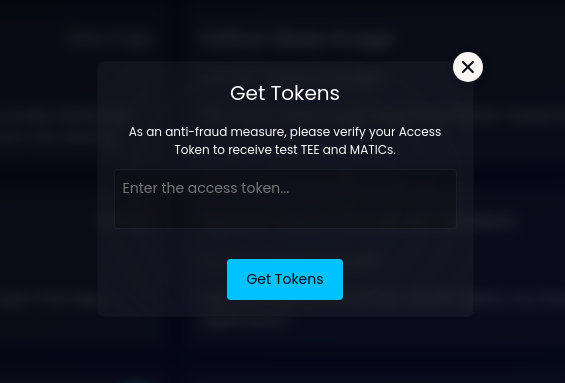 Get Tokens
As an anti-fraud measure, please verify your Access
Token to receive test TEE and MATICs.
Enter the access token...
Get Tokens